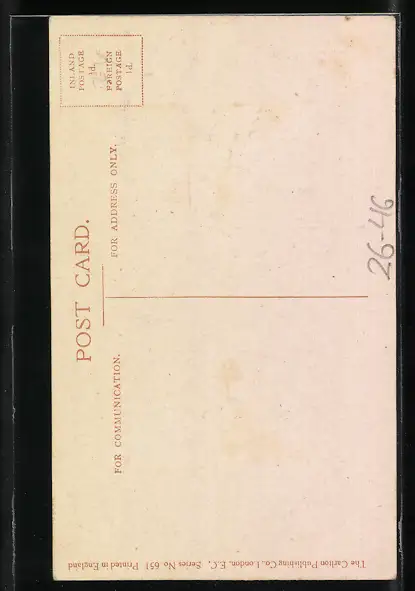 POST CARD.
INLAND
POSTAGE
½d.
FOREIGN
POSTAGE
1d.
FOR COMMUNICATION.
FOR ADDRESS ONLY.
26-46
The Carlton Publishing Co., London, E.C. Series No 651 Printed in England